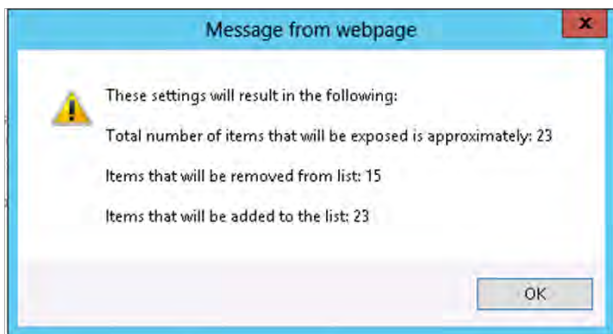 Message from webpage
x
These settings will result in the following:
Total number of items that will be exposed is approximately: 23
Items that will be removed from list: 15
Items that will be added to the list: 23
OK